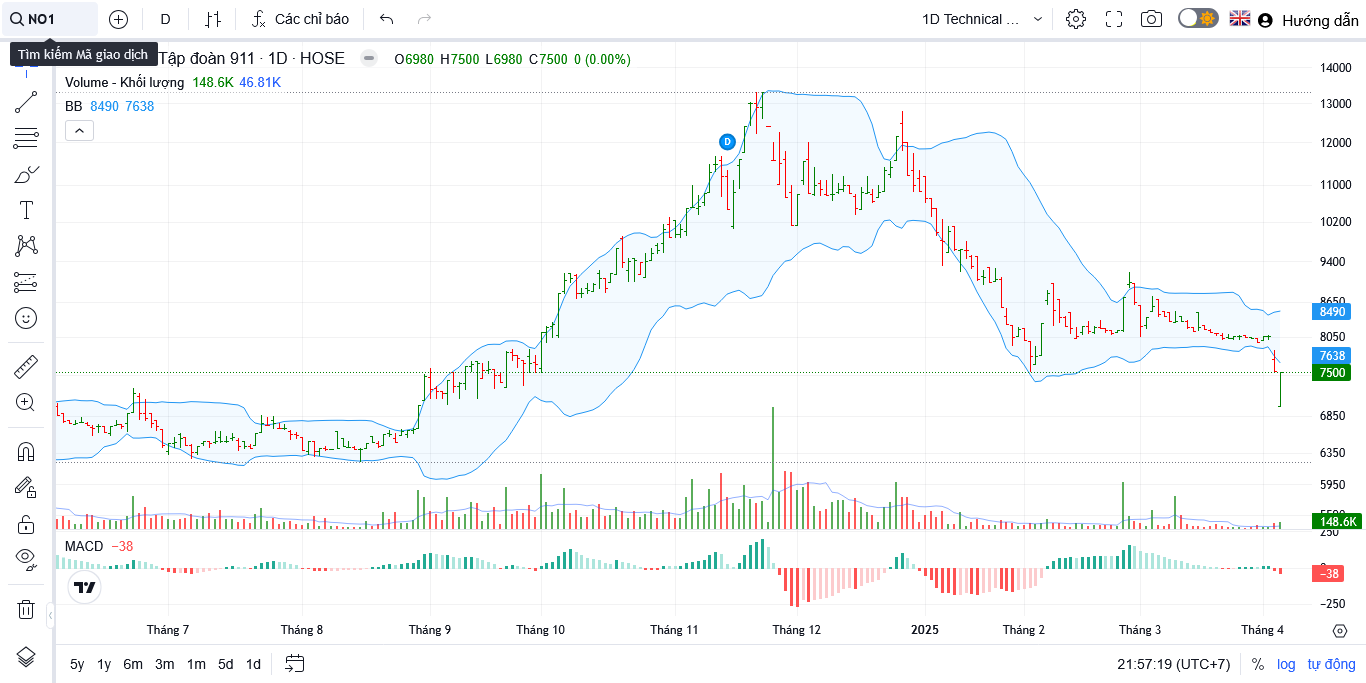 NO1 D Các chỉ báo 1D Technical ... Hướng dẫn
Tìm kiếm Mã giao dịch
Tập đoàn 911 · 1D · HOSE O6980 H7500 L6980 C7500 0 (0.00%)
Volume - Khối lượng 148.6K 46.81K
BB 8490 7638
D
14000
13000
12000
11000
10200
9400
8650
8490
8050
7638
7500
6850
6350
5950
148.6K
250
MACD −38
−38
−250
Tháng 7 Tháng 8 Tháng 9 Tháng 10 Tháng 11 Tháng 12 2025 Tháng 2 Tháng 3 Tháng 4
5y 1y 6m 3m 1m 5d 1d 21:57:19 (UTC+7) % log tự động